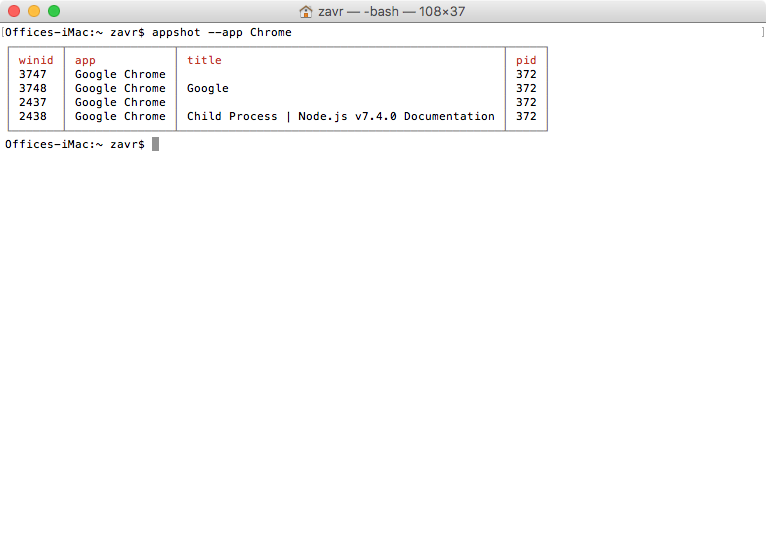 zavr — -bash — 108×37
[Offices-iMac:~ zavr$ appshot --app Chrome ]
winid app title pid
3747 Google Chrome 372
3748 Google Chrome Google 372
2437 Google Chrome 372
2438 Google Chrome Child Process | Node.js v7.4.0 Documentation 372
Offices-iMac:~ zavr$